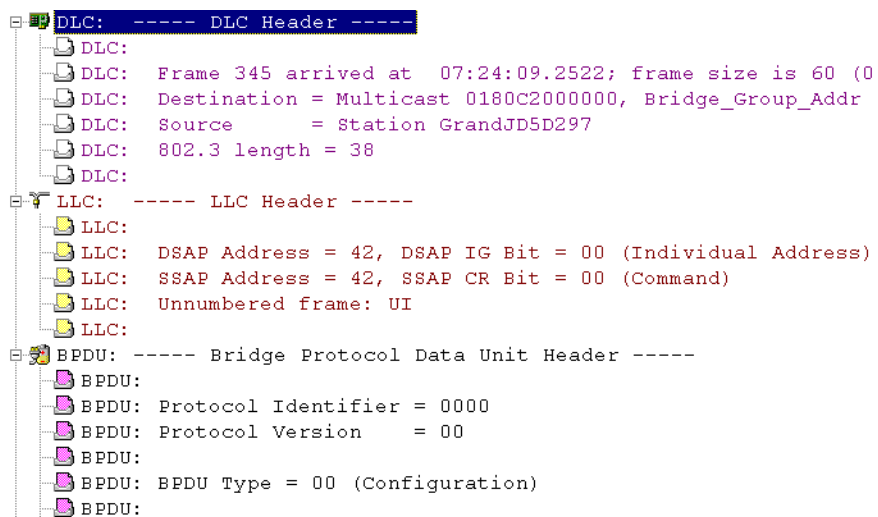 DLC: ----- DLC Header -----
DLC:
DLC: Frame 345 arrived at 07:24:09.2522; frame size is 60 (0
DLC: Destination = Multicast 0180C2000000, Bridge_Group_Addr
DLC: Source = Station GrandJD5D297
DLC: 802.3 length = 38
DLC:
LLC: ----- LLC Header -----
LLC:
LLC: DSAP Address = 42, DSAP IG Bit = 00 (Individual Address)
LLC: SSAP Address = 42, SSAP CR Bit = 00 (Command)
LLC: Unnumbered frame: UI
LLC:
BPDU: ----- Bridge Protocol Data Unit Header -----
BPDU:
BPDU: Protocol Identifier = 0000
BPDU: Protocol Version = 00
BPDU:
BPDU: BPDU Type = 00 (Configuration)
BPDU: